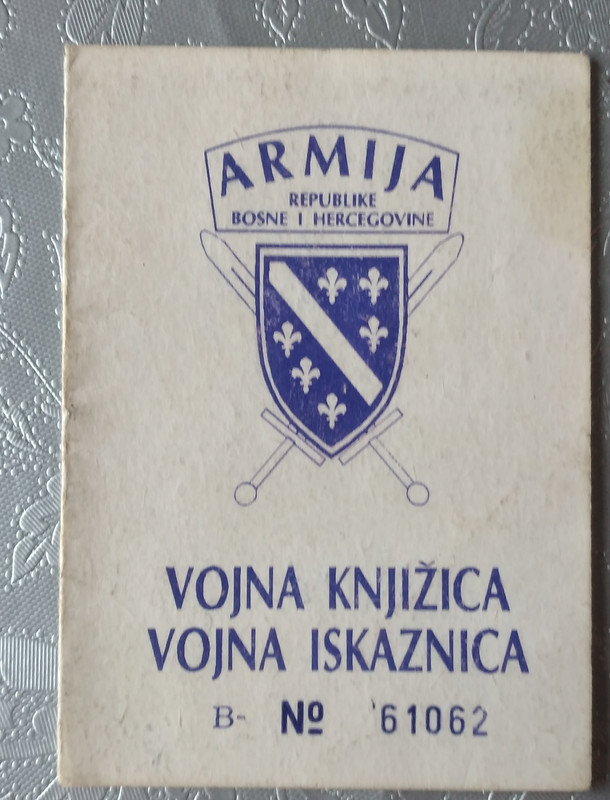 ARMIJA
REPUBLIKE
BOSNE I HERCEGOVINE
VOJNA KNJIŽICA
VOJNA ISKAZNICA
B- № 61062